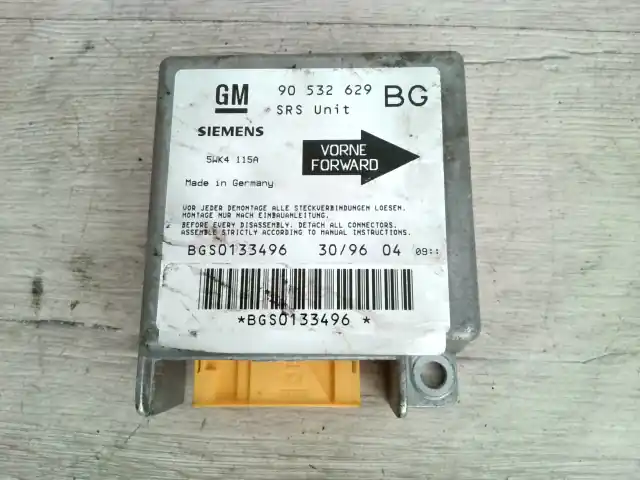 GM 90 532 629 BG
SRS Unit
SIEMENS
5WK4 115A
VORNE
FORWARD
Made in Germany
VOR JEDER DEMONTAGE ALLE STECKVERBINDUNGEN LOESEN.
MONTAGE NUR NACH EINBAUANLEITUNG.
BEFORE EVERY DISASSEMBLY, DETACH ALL CONNECTORS.
ASSEMBLE STRICTLY ACCORDING TO MANUAL INSTRUCTIONS.
BGS0133496 30/96 04 09::
*BGS0133496 *